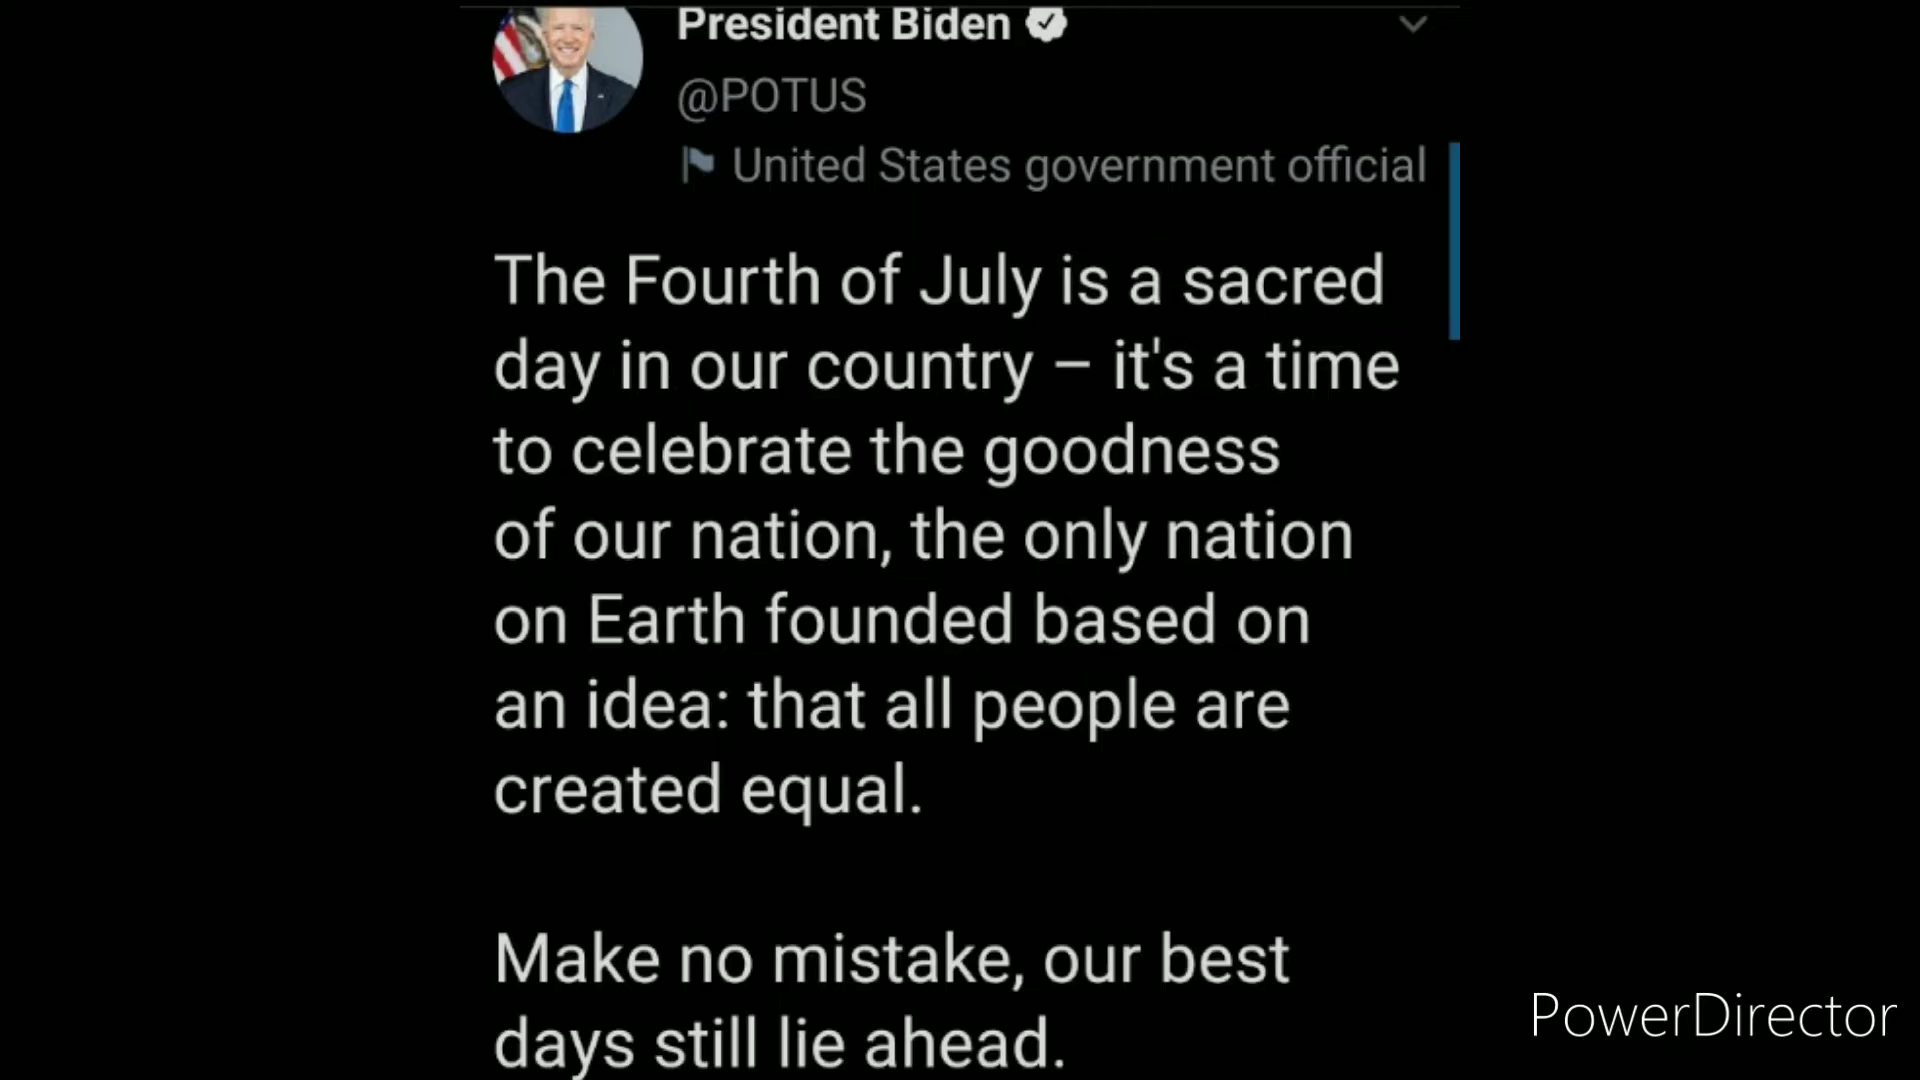 President Biden
@POTUS
United States government official
The Fourth of July is a sacred
day in our country – it's a time
to celebrate the goodness
of our nation, the only nation
on Earth founded based on
an idea: that all people are
created equal.
Make no mistake, our best
days still lie ahead.
PowerDirector